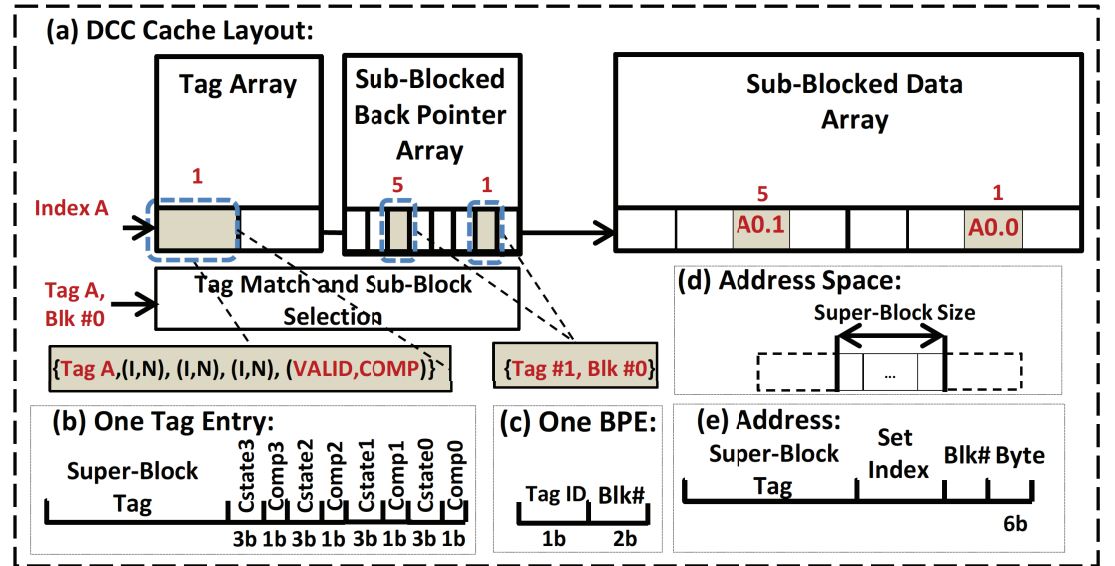 (a) DCC Cache Layout:
Tag Array
Sub-Blocked
Back Pointer
Array
Sub-Blocked Data
Array
1
5
1
5
1
Index A
A0.1
A0.0
Tag A,
Blk #0
Tag Match and Sub-Block
Selection
{Tag A,(I,N), (I,N), (I,N), (VALID,COMP)}
{Tag #1, Blk #0}
(d) Address Space:
Super-Block Size
...
(b) One Tag Entry:
Super-Block
Tag
Cstate3
Comp3
Cstate2
Comp2
Cstate1
Comp1
Cstate0
Comp0
3b 1b 3b 1b 3b 1b 3b 1b
(c) One BPE:
Tag ID Blk#
1b 2b
(e) Address:
Super-Block
Tag
Set
Index
Blk# Byte
6b